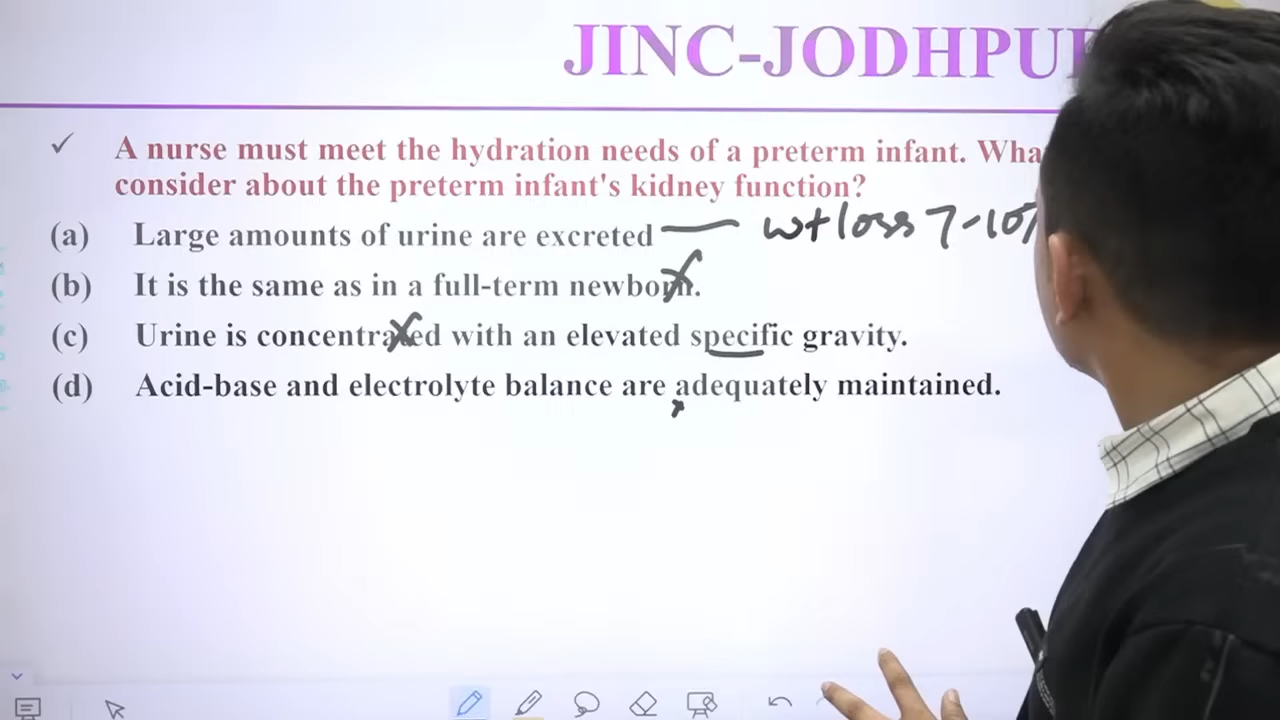 JINC-JODHPUR
✓ A nurse must meet the hydration needs of a preterm infant.
consider about the preterm infant's kidney function?
(a) Large amounts of urine are excreted — wt loss 7-10%
(b) It is the same as in a full-term newborn.
(c) Urine is concentrated with an elevated specific gravity.
(d) Acid-base and electrolyte balance are adequately maintained.